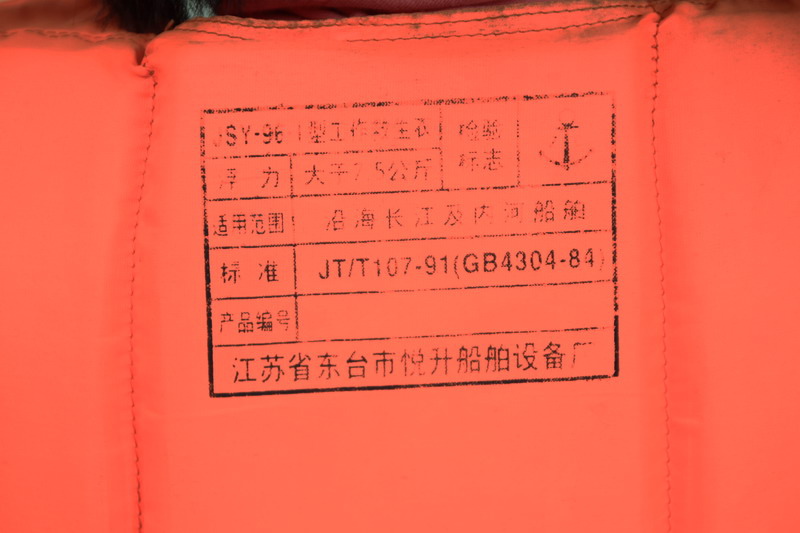 JSY-96 I型工作救生衣 检验
浮 力 大于7.5公斤 标志
适用范围 沿海长江及内河船舶
标 准 JT/T107-91(GB4304-84)
产品编号
江苏省东台市悦升船舶设备厂